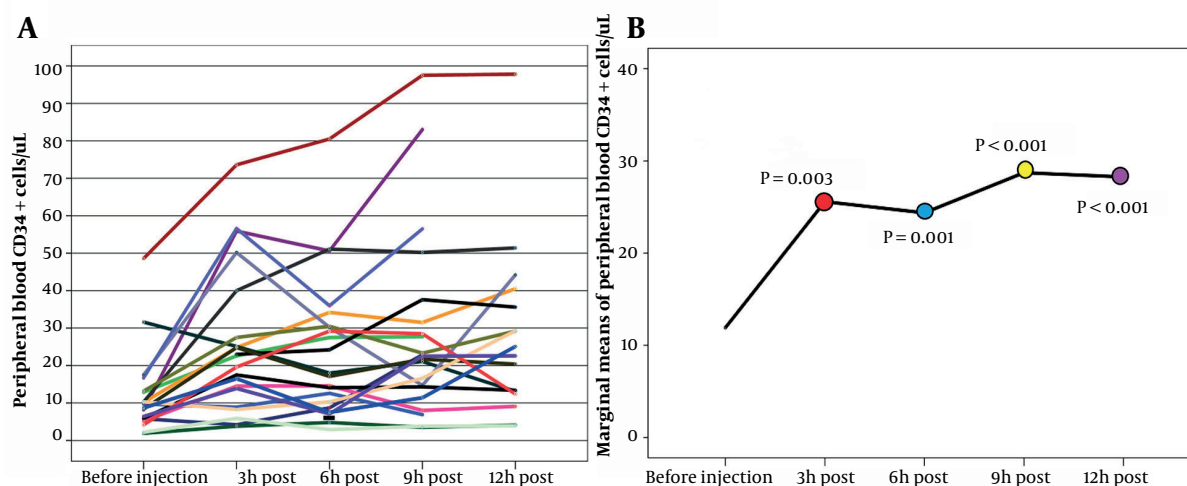 A
Peripheral blood CD34 + cells/uL
100
90
80
70
60
50
40
30
20
10
0
Before injection
3h post
6h post
9h post
12h post
B
Marginal means of peripheral blood CD34 + cells/uL
40
30
20
10
0
P = 0.003
P = 0.001
P < 0.001
P < 0.001
Before injection
3h post
6h post
9h post
12h post